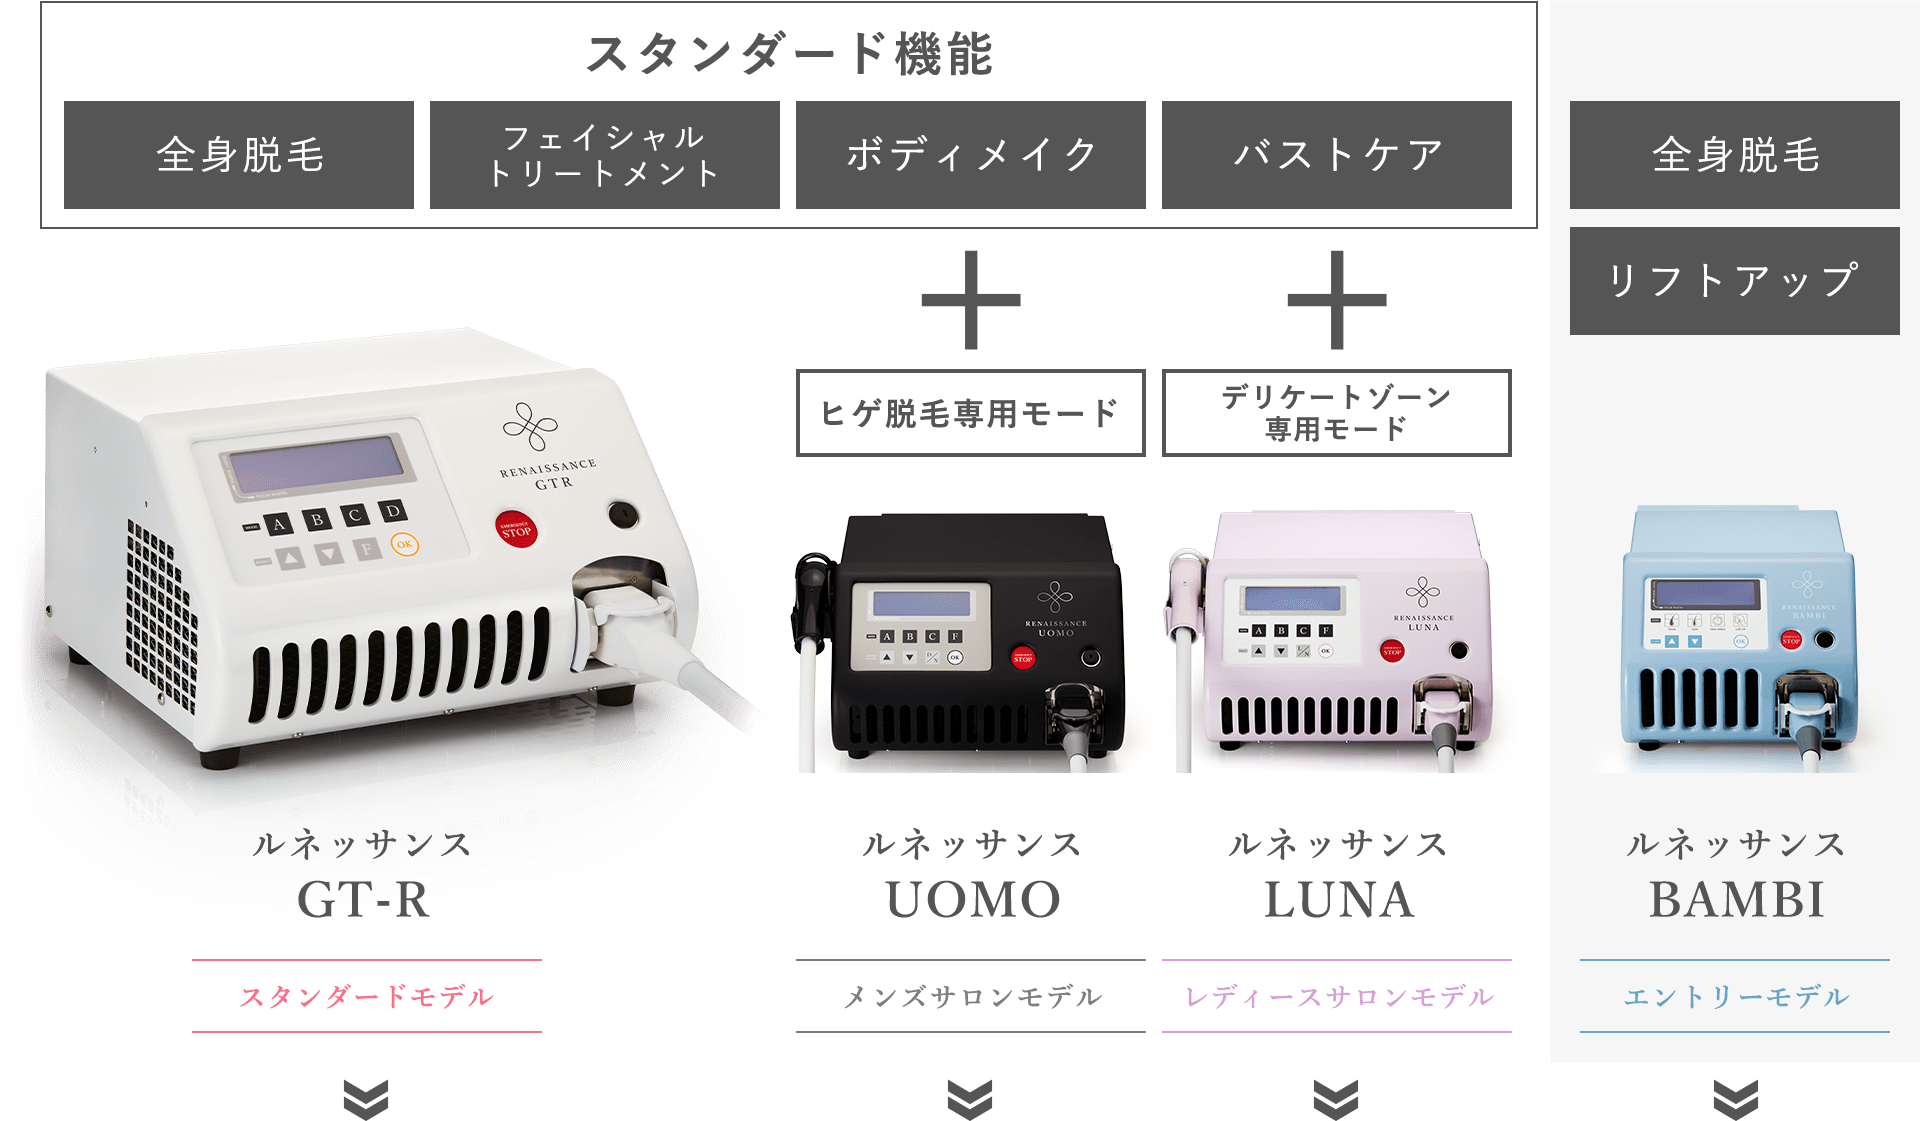 スタンダード機能
全身脱毛
フェイシャル
トリートメント
ボディメイク
バストケア
全身脱毛
リフトアップ
ヒゲ脱毛専用モード
デリケートゾーン
専用モード
RENAISSANCE
GTR
A B C D
F OK
EMERGENCY
STOP
RENAISSANCE
UOMO
A B C F
OK
STOP
RENAISSANCE
LUNA
A B C F
OK
STOP
RENAISSANCE
BAMBI
OK
STOP
ルネッサンス
GT-R
スタンダードモデル
ルネッサンス
UOMO
メンズサロンモデル
ルネッサンス
LUNA
レディースサロンモデル
ルネッサンス
BAMBI
エントリーモデル